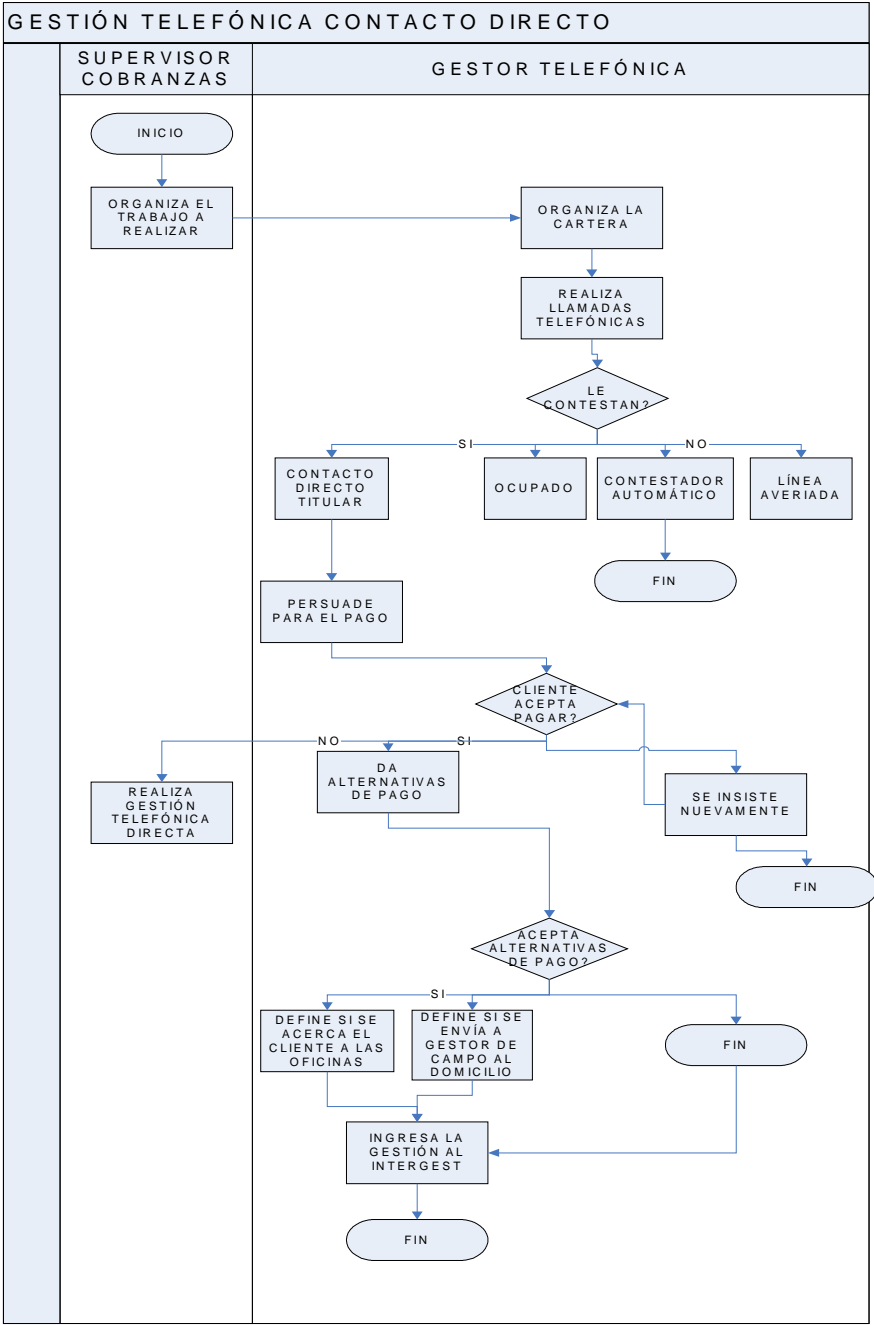 GESTIÓN TELEFÓNICA CONTACTO DIRECTO
SUPERVISOR
COBRANZAS
GESTOR TELEFÓNICA
INICIO
ORGANIZA EL
TRABAJO A
REALIZAR
ORGANIZA LA
CARTERA
REALIZA
LLAMADAS
TELEFÓNICAS
LE
CONTESTAN?
SI
NO
CONTACTO
DIRECTO
TITULAR
OCUPADO
CONTESTADOR
AUTOMÁTICO
LÍNEA
AVERIADA
FIN
PERSUADE
PARA EL PAGO
CLIENTE
ACEPTA
PAGAR?
NO
SI
REALIZA
GESTIÓN
TELEFÓNICA
DIRECTA
DA
ALTERNATIVAS
DE PAGO
SE INSISTE
NUEVAMENTE
FIN
ACEPTA
ALTERNATIVAS
DE PAGO?
SI
DEFINE SI SE
ACERCA EL
CLIENTE A LAS
OFICINAS
DEFINE SI SE
ENVÍA A
GESTOR DE
CAMPO AL
DOMICILIO
FIN
INGRESA LA
GESTIÓN AL
INTERGEST
FIN